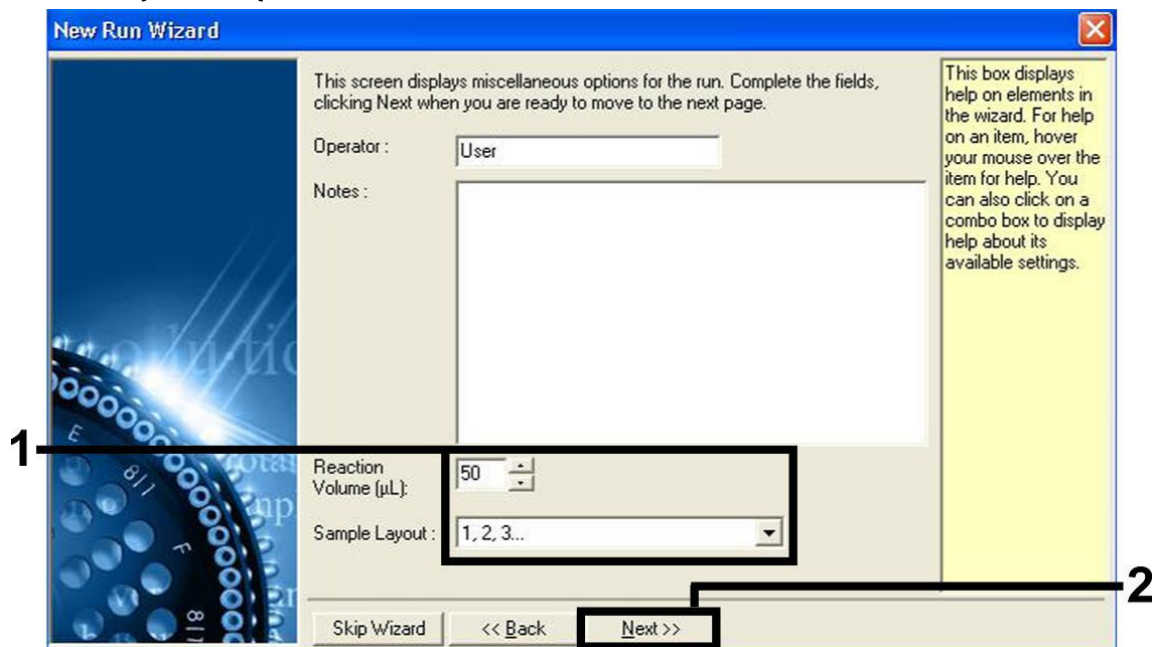 New Run Wizard
This screen displays miscellaneous options for the run. Complete the fields,
clicking Next when you are ready to move to the next page.
Operator :
User
Notes :
This box displays
help on elements in
the wizard. For help
on an item, hover
your mouse over the
item for help. You
can also click on a
combo box to display
help about its
available settings.
1
Reaction
Volume (µL):
50
Sample Layout :
1, 2, 3...
2
Skip Wizard
<< Back
Next >>
E
8|1
F
8|1